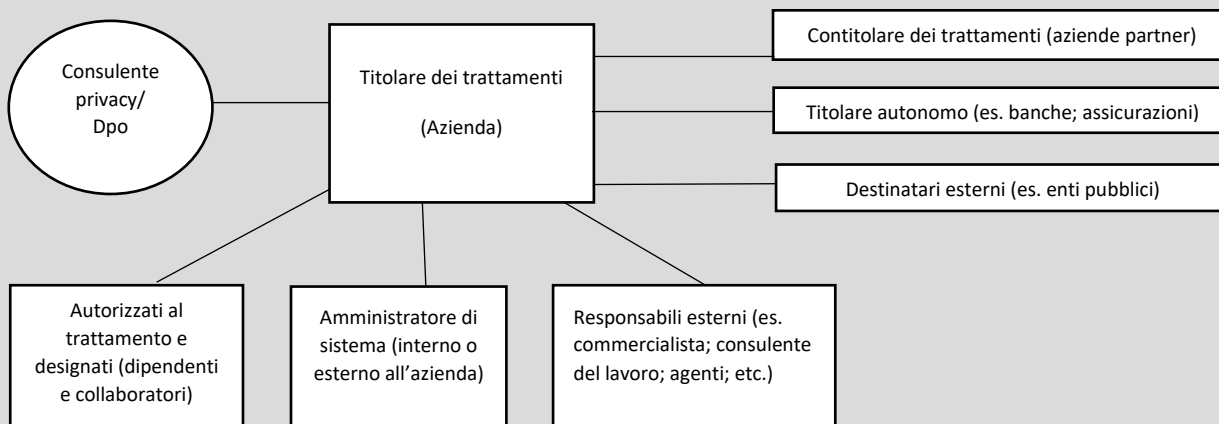 Consulente
privacy/
Dpo
Titolare dei trattamenti
(Azienda)
Contitolare dei trattamenti (aziende partner)
Titolare autonomo (es. banche; assicurazioni)
Destinatari esterni (es. enti pubblici)
Autorizzati al
trattamento e
designati (dipendenti
e collaboratori)
Amministratore di
sistema (interno o
esterno all’azienda)
Responsabili esterni (es.
commercialista; consulente
del lavoro; agenti; etc.)